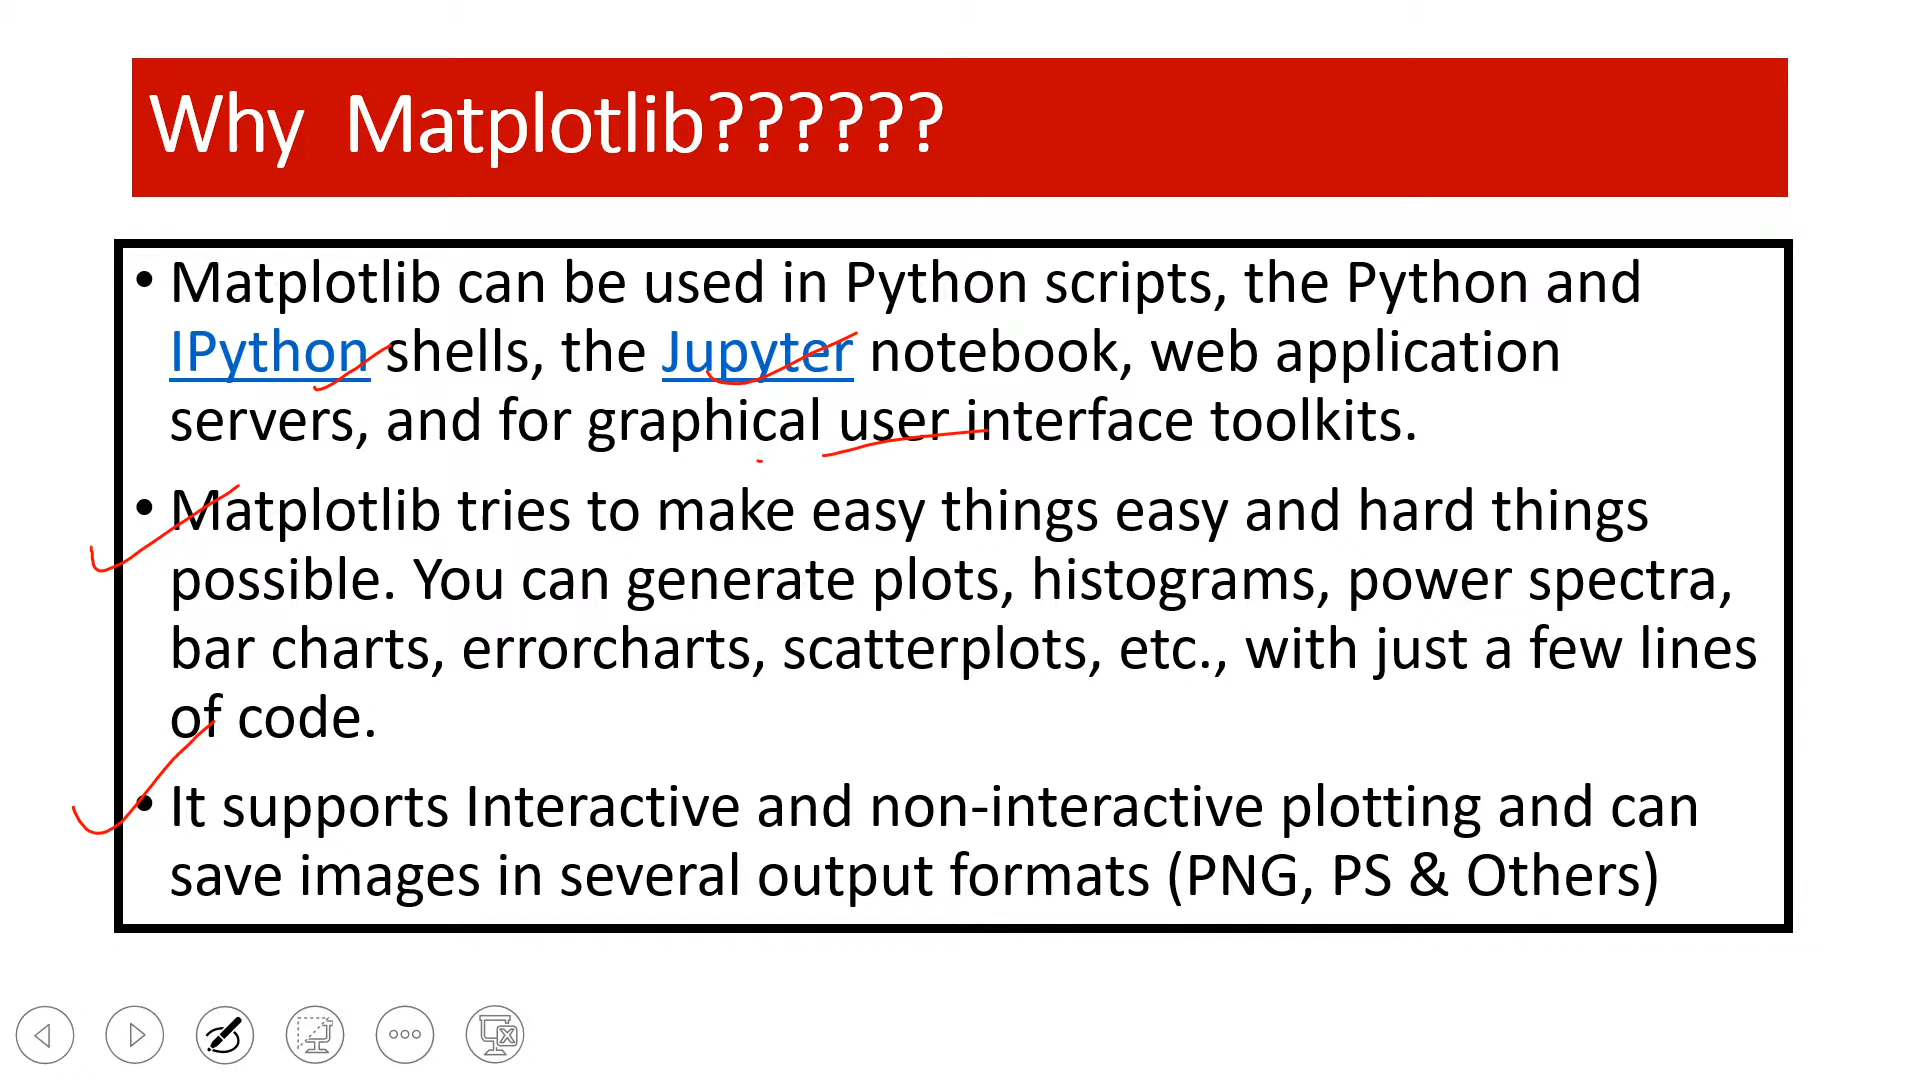 Why  Matplotlib??????
• Matplotlib can be used in Python scripts, the Python and
IPython shells, the Jupyter notebook, web application
servers, and for graphical user interface toolkits.
• Matplotlib tries to make easy things easy and hard things
possible. You can generate plots, histograms, power spectra,
bar charts, errorcharts, scatterplots, etc., with just a few lines
of code.
• It supports Interactive and non-interactive plotting and can
save images in several output formats (PNG, PS & Others)